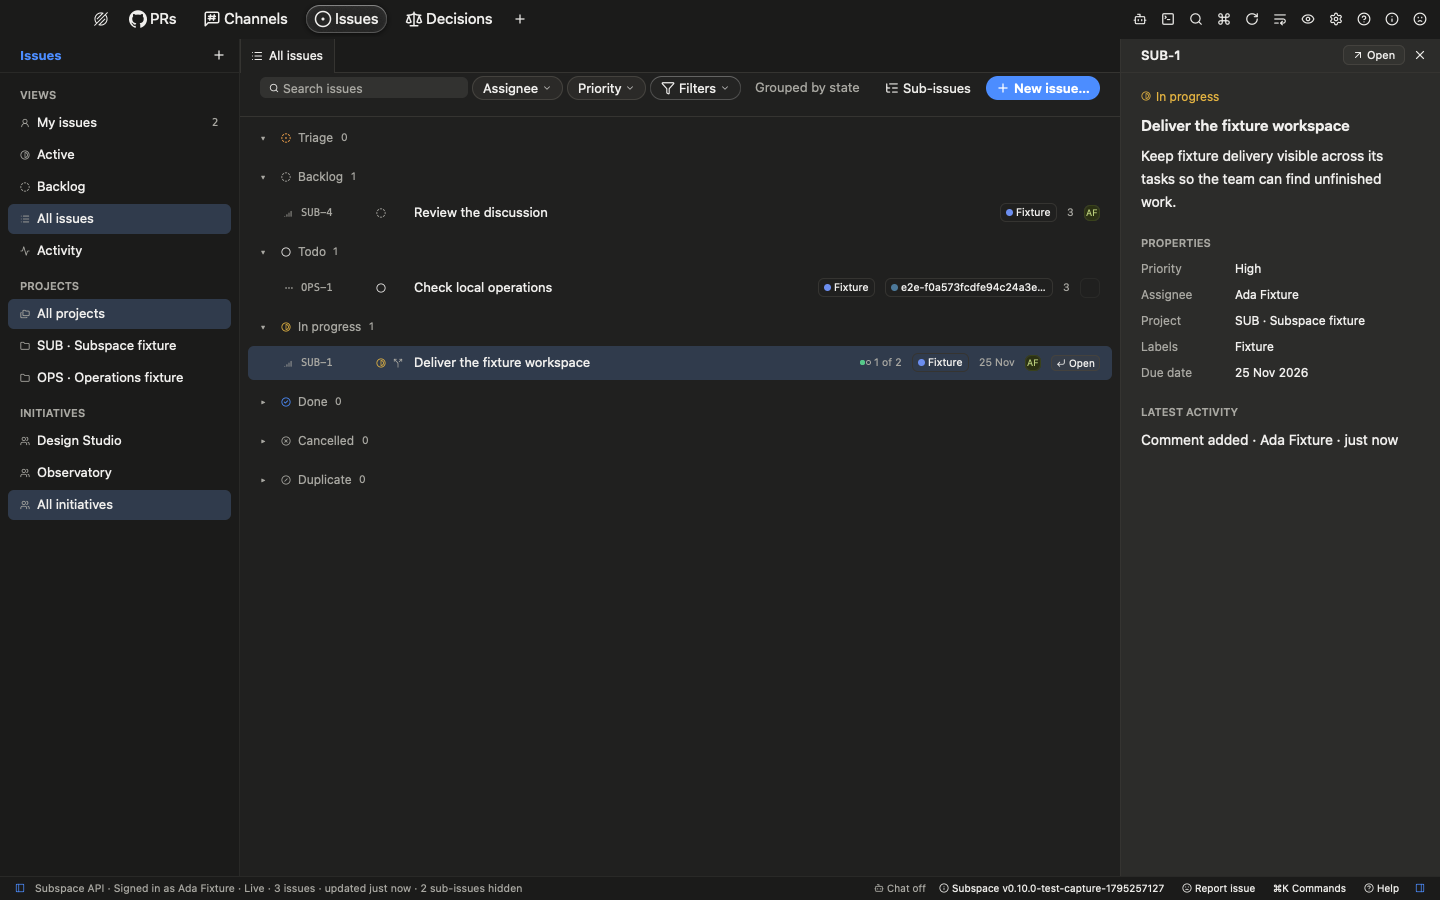 PRs
Channels
Issues
Decisions
Issues
VIEWS
My issues 2
Active
Backlog
All issues
Activity
PROJECTS
All projects
SUB · Subspace fixture
OPS · Operations fixture
INITIATIVES
Design Studio
Observatory
All initiatives
All issues
Search issues
Assignee
Priority
Filters
Grouped by state
Sub-issues
+ New issue...
Triage 0
Backlog 1
SUB-4 Review the discussion Fixture 3 AF
Todo 1
OPS-1 Check local operations Fixture e2e-f0a573fcdfe94c24a3e... 3
In progress 1
SUB-1 Deliver the fixture workspace 1 of 2 Fixture 25 Nov AF Open
Done 0
Cancelled 0
Duplicate 0
SUB-1
Open
In progress
Deliver the fixture workspace
Keep fixture delivery visible across its
tasks so the team can find unfinished
work.
PROPERTIES
Priority High
Assignee Ada Fixture
Project SUB · Subspace fixture
Labels Fixture
Due date 25 Nov 2026
LATEST ACTIVITY
Comment added · Ada Fixture · just now
Subspace API · Signed in as Ada Fixture · Live · 3 issues · updated just now · 2 sub-issues hidden
Chat off
Subspace v0.10.0-test-capture-1795257127
Report issue
⌘K Commands
Help